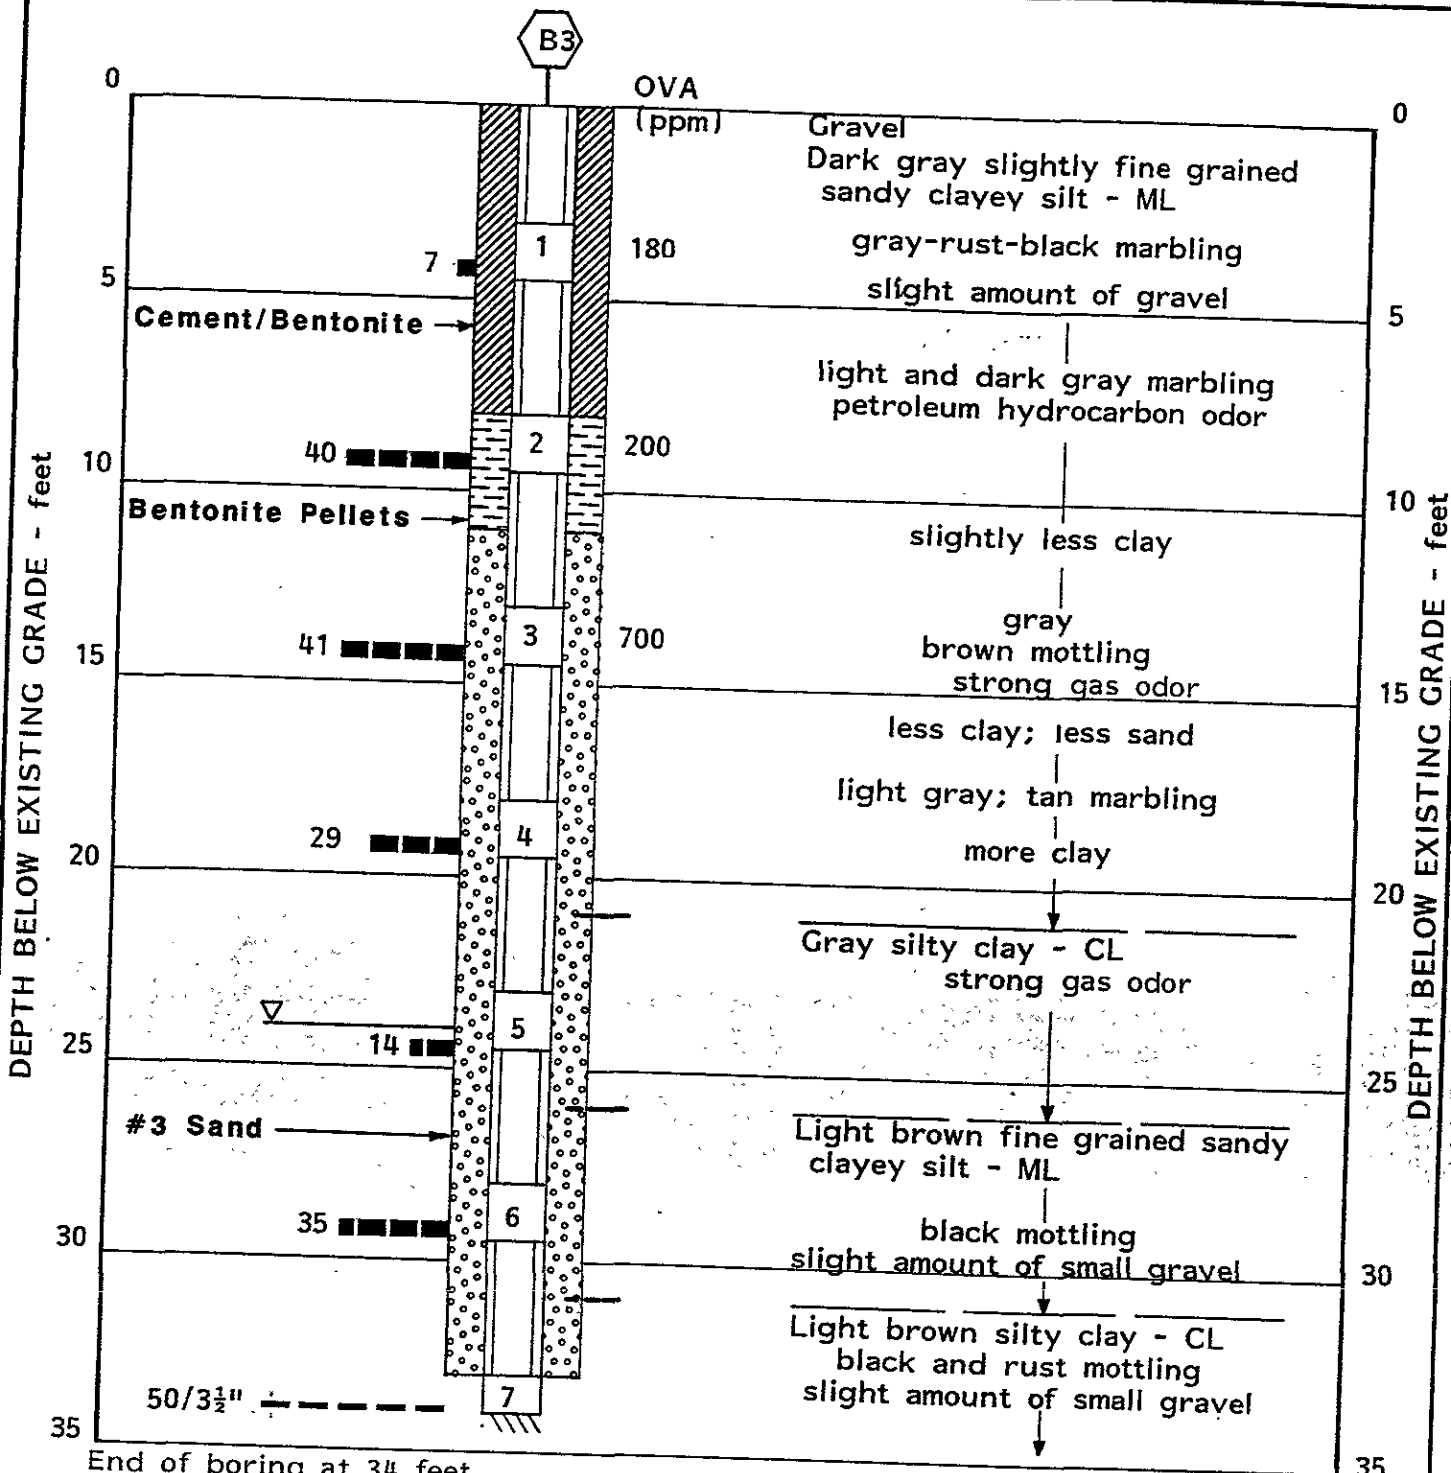 B3
0
OVA
(ppm)
0
Gravel
Dark gray slightly fine grained
sandy clayey silt - ML
7
1
180
gray-rust-black marbling
5
slight amount of gravel
5
Cement/Bentonite
light and dark gray marbling
petroleum hydrocarbon odor
40
2
200
10
10
Bentonite Pellets
slightly less clay
gray
41
3
700
brown mottling
15
strong gas odor
15
less clay; less sand
light gray; tan marbling
29
4
more clay
20
20
Gray silty clay - CL
strong gas odor
5
14
25
25
#3 Sand
Light brown fine grained sandy
clayey silt - ML
35
6
black mottling
30
slight amount of small gravel
30
Light brown silty clay - CL
black and rust mottling
50/3½"
7
slight amount of small gravel
35
35
End of boring at 34 feet
DEPTH BELOW EXISTING GRADE - feet
DEPTH BELOW EXISTING GRADE - feet